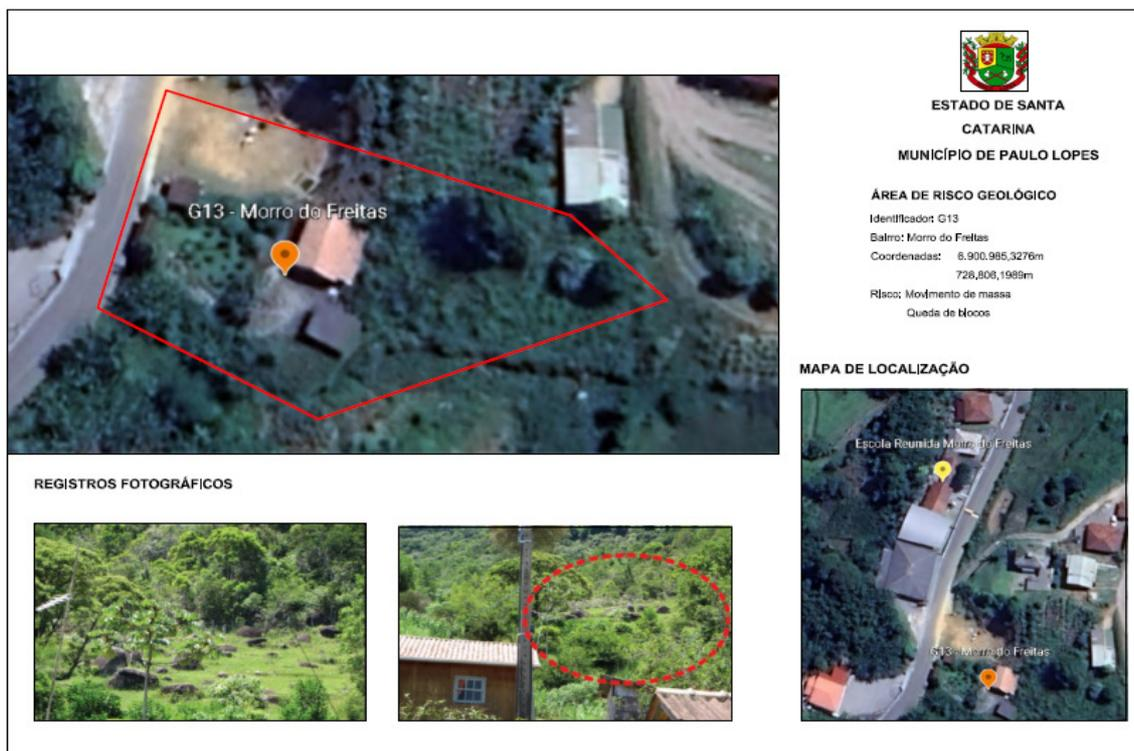 ESTADO DE SANTA
CATARINA
MUNICÍPIO DE PAULO LOPES
ÁREA DE RISCO GEOLÓGICO
Identificador: G13
Bairro: Morro do Freitas
Coordenadas: 6.900.985,3276m
728,806,1989m
Risco: Movimento de massa
Queda de blocos
G13 - Morro do Freitas
MAPA DE LOCALIZAÇÃO
Escola Reunida Morro do Freitas
G13 - Morro do Freitas
REGISTROS FOTOGRÁFICOS